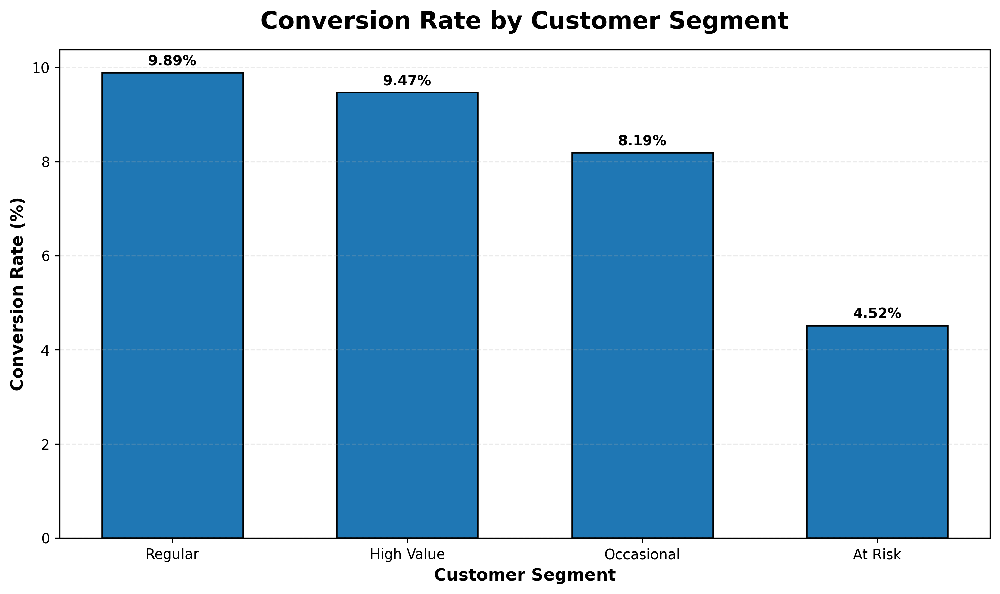 Conversion Rate by Customer Segment
Conversion Rate (%)
10
8
6
4
2
0
9.89%
9.47%
8.19%
4.52%
Regular
High Value
Occasional
At Risk
Customer Segment